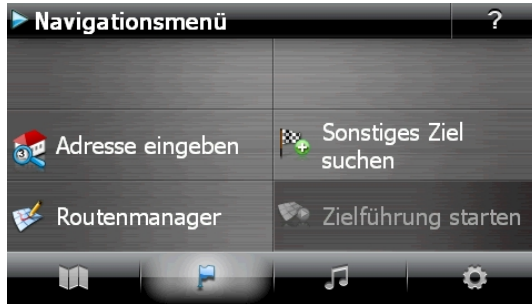 Navigationsmenü
?
Adresse eingeben
Sonstiges Ziel
suchen
Routenmanager
Zielführung starten